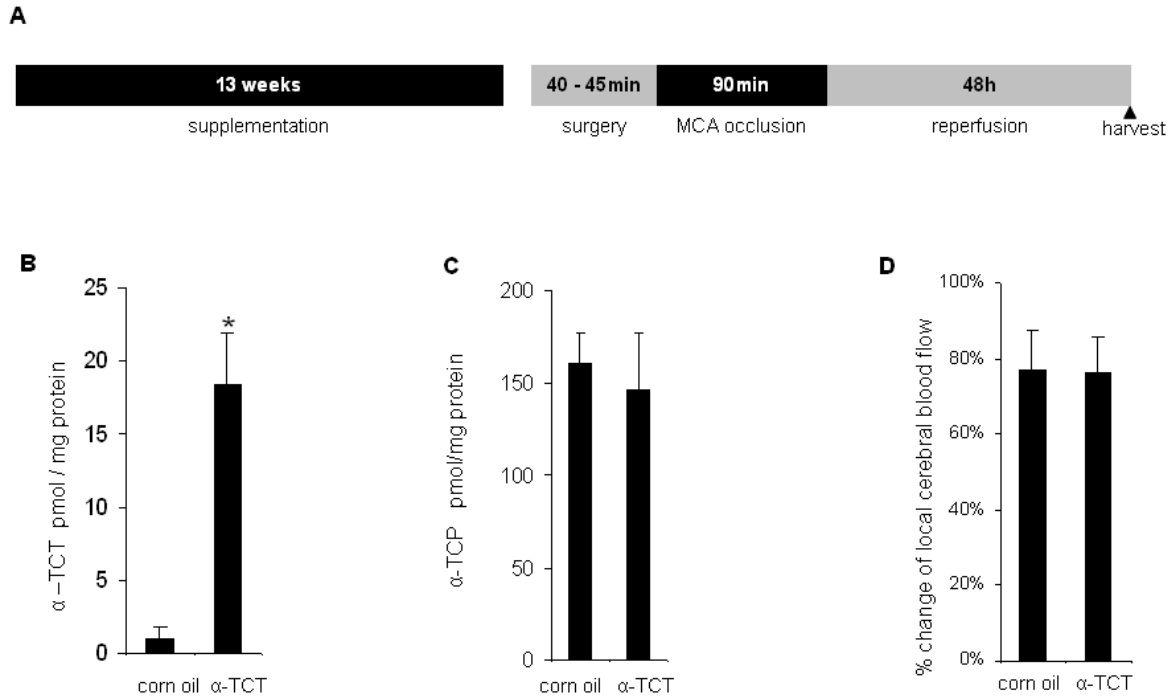 A
13 weeks
40 - 45min
90min
48h
supplementation
surgery
MCA occlusion
reperfusion
harvest
B
α –TCT pmol / mg protein
25
20
15
10
5
0
*
corn oil
α-TCT
C
α-TCP pmol/mg protein
200
150
100
50
0
corn oil
α-TCT
D
% change of local cerebral blood flow
100%
80%
60%
40%
20%
0%
corn oil
α-TCT